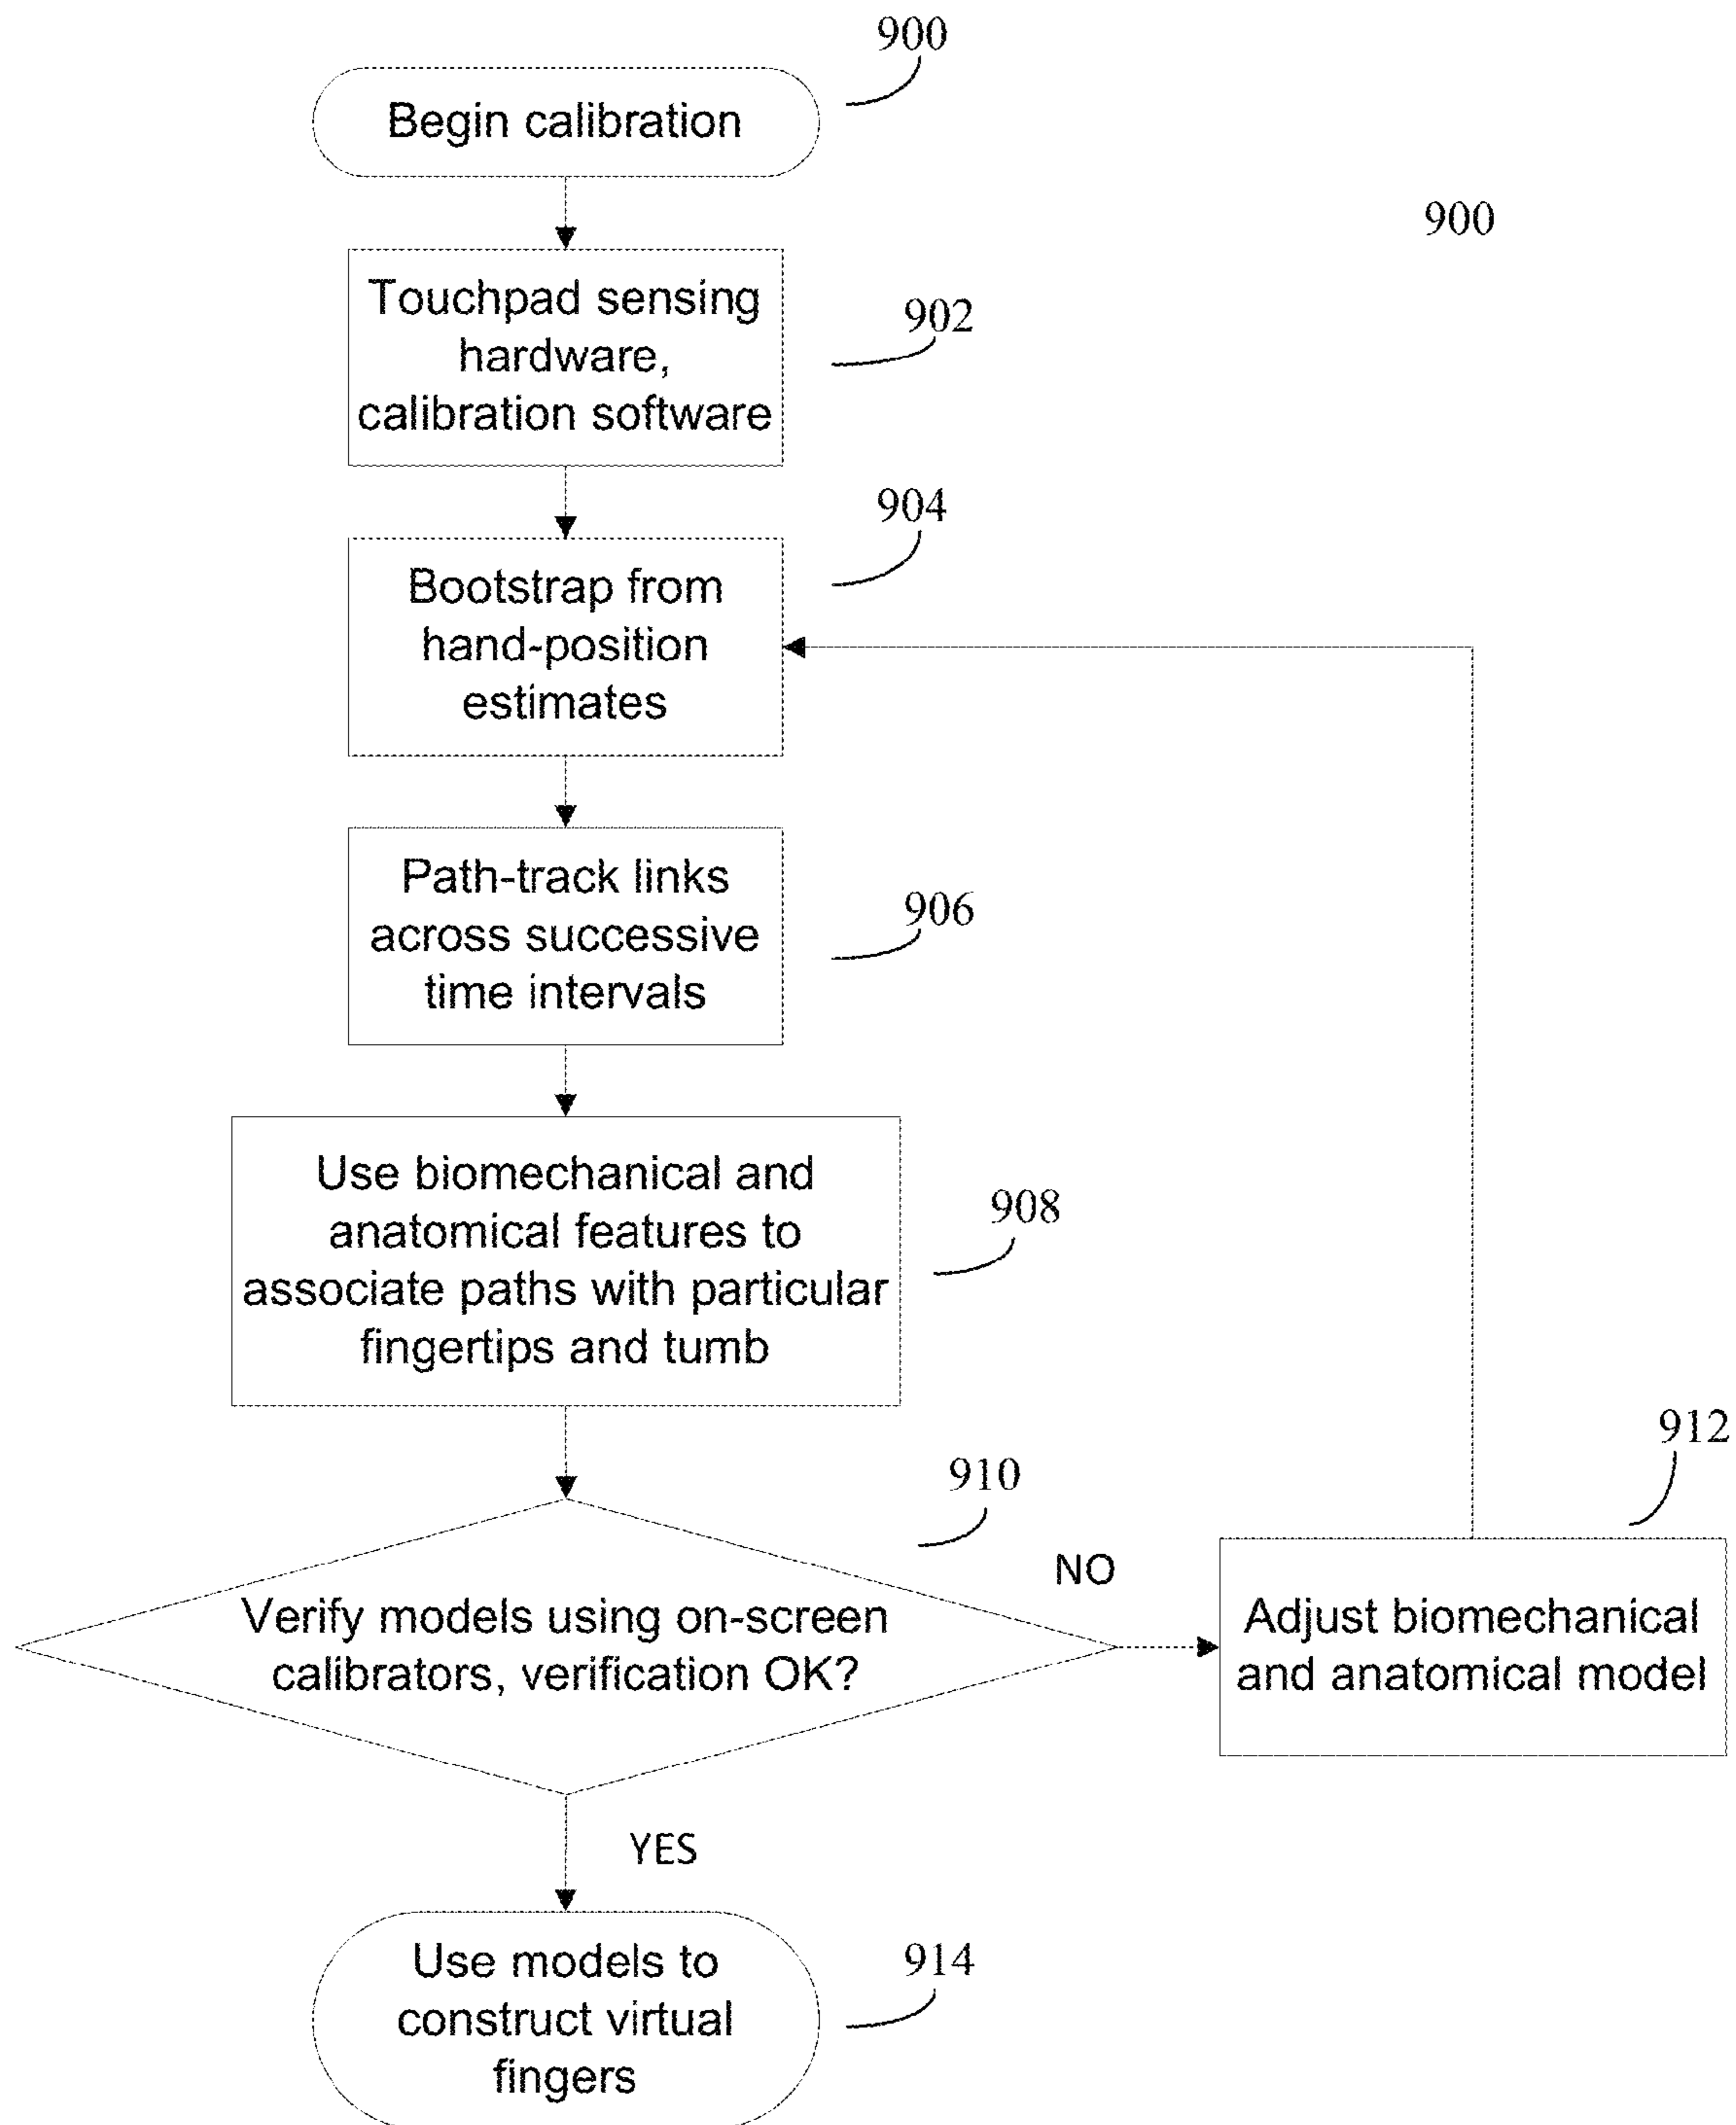 900
Begin calibration
900
Touchpad sensing
hardware,
calibration software
902
904
Bootstrap from
hand-position
estimates
Path-track links
across successive
time intervals
906
Use biomechanical and
anatomical features to
associate paths with particular
fingertips and tumb
908
910
Verify models using on-screen
calibrators, verification OK?
NO
912
Adjust biomechanical
and anatomical model
YES
Use models to
construct virtual
fingers
914